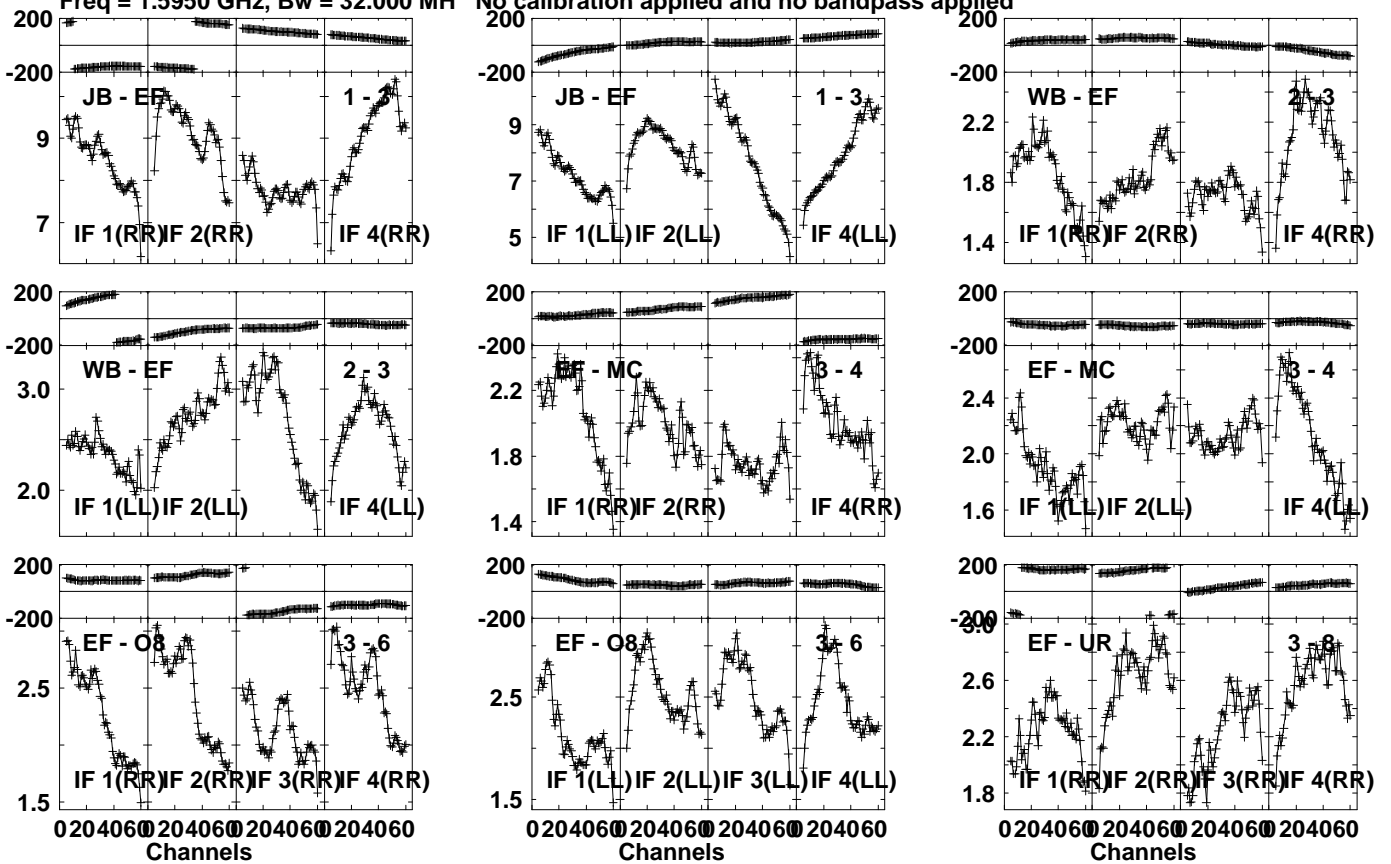 Freq = 1.5950 GHz, Bw = 32.000 MH No calibration applied and no bandpass applied
200
-200
JB - EF 1 - 3
9
7
IF 1(RR) IF 2(RR) IF 4(RR)
200
-200
JB - EF 1 - 3
9
7
5
IF 1(LL) IF 2(LL) IF 4(LL)
200
-200
WB - EF 2 - 3
2.2
1.8
1.4
IF 1(RR) IF 2(RR) IF 4(RR)
200
-200
WB - EF 2 - 3
3.0
2.0
IF 1(LL) IF 2(LL) IF 4(LL)
200
-200
EF - MC 3 - 4
2.2
1.8
1.4
IF 1(RR) IF 2(RR) IF 4(RR)
200
-200
EF - MC 3 - 4
2.4
2.0
1.6
IF 1(LL) IF 2(LL) IF 4(LL)
200
-200
EF - O8 3 - 6
2.5
1.5
IF 1(RR) IF 2(RR) IF 3(RR) IF 4(RR)
0 20 40 60 0 20 40 60 0 20 40 60 0 20 40 60
Channels
200
-200
EF - O8 3 - 6
2.5
1.5
IF 1(LL) IF 2(LL) IF 3(LL) IF 4(LL)
0 20 40 60 0 20 40 60 0 20 40 60 0 20 40 60
Channels
200
-200
3.0
EF - UR 3 - 8
2.6
2.2
1.8
IF 1(RR) IF 2(RR) IF 3(RR) IF 4(RR)
0 20 40 60 0 20 40 60 0 20 40 60 0 20 40 60
Channels